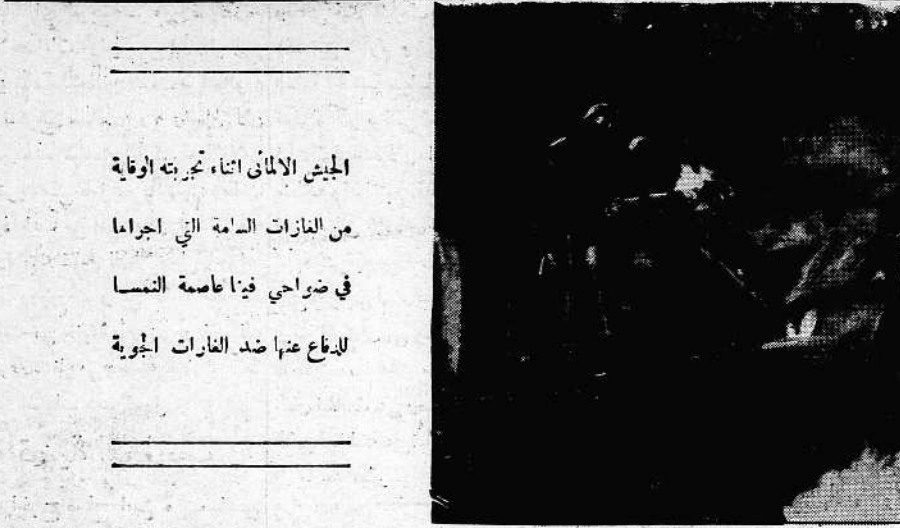 الجيش الالمانى اثناء تجربته الوقاية
من الغازات السامة التي اجراها
في ضواحي فينا عاصمة النمسا
للدفاع عنها ضد الغارات الجوية